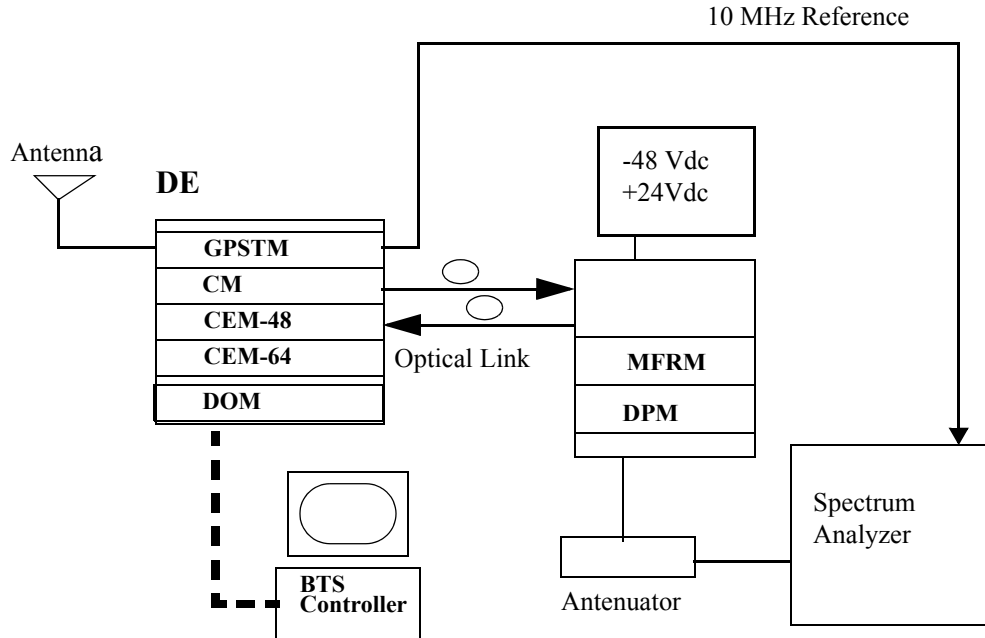 10 MHz Reference
Antenna
DE
-48 Vdc
+24Vdc
GPSTM
CM
CEM-48
CEM-64
DOM
Optical Link
MFRM
DPM
Spectrum
Analyzer
BTS
Controller
Antenuator